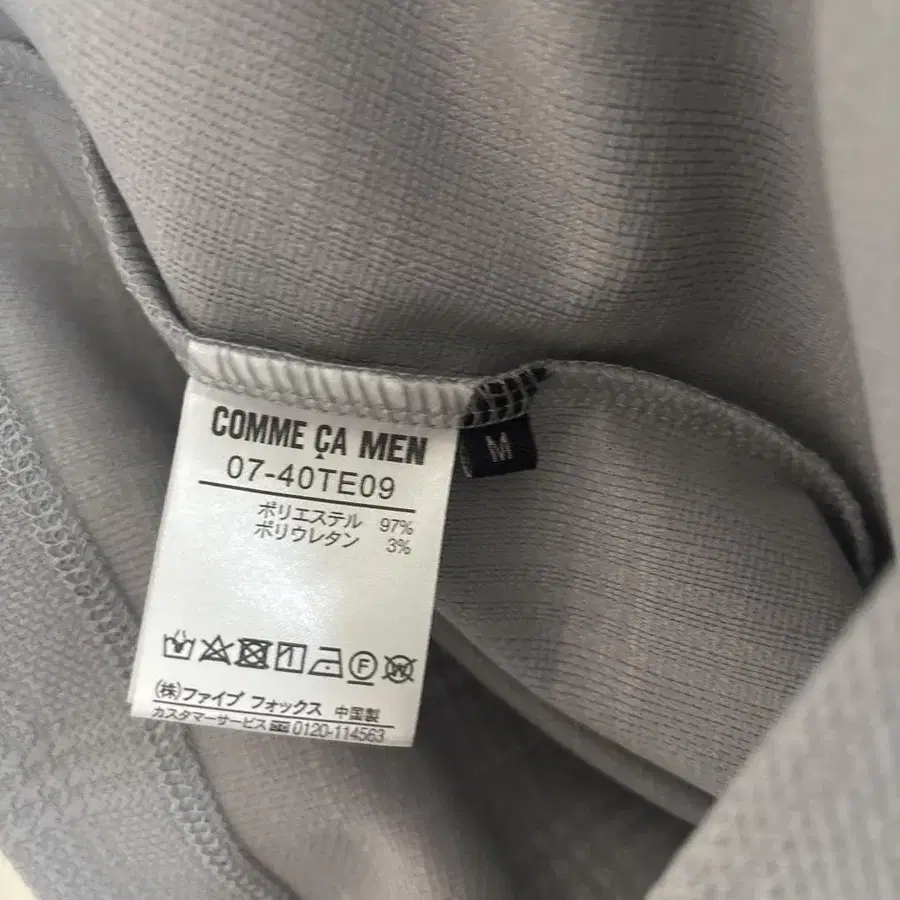 COMME ÇA MEN
M
07-40TE09
ポリエステル 97%
ポリウレタン 3%
F
W
(株)ファイブ フォックス 中国製
カスタマーサービス 0120-114563